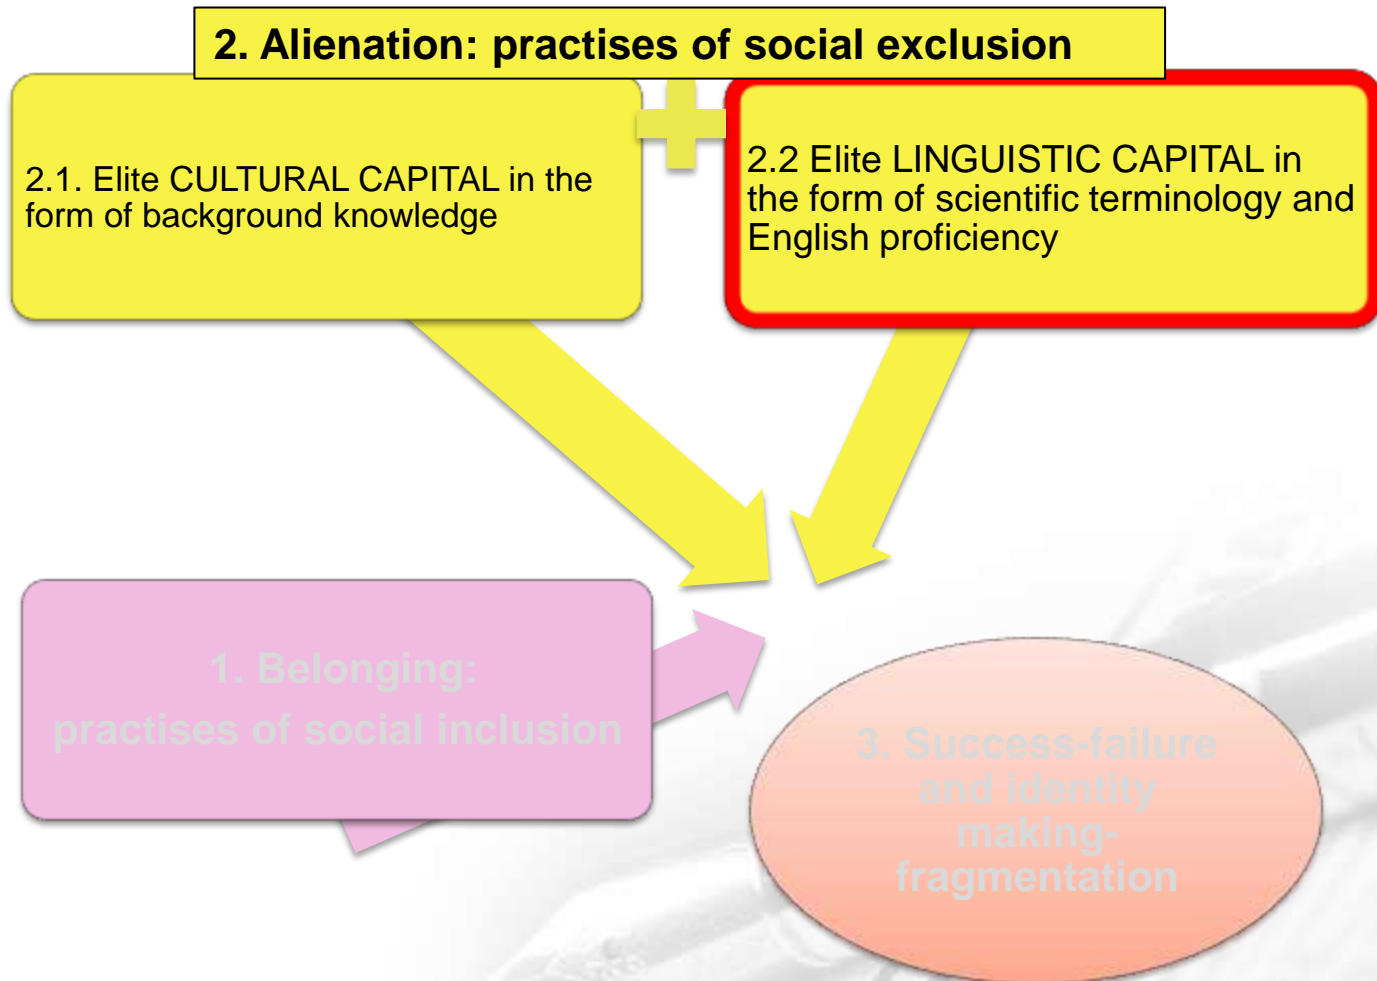 2. Alienation: practises of social exclusion
2.1. Elite CULTURAL CAPITAL in the
form of background knowledge
2.2 Elite LINGUISTIC CAPITAL in
the form of scientific terminology and
English proficiency
1. Belonging:
practises of social inclusion
3. Success-failure
and identity
making-
fragmentation